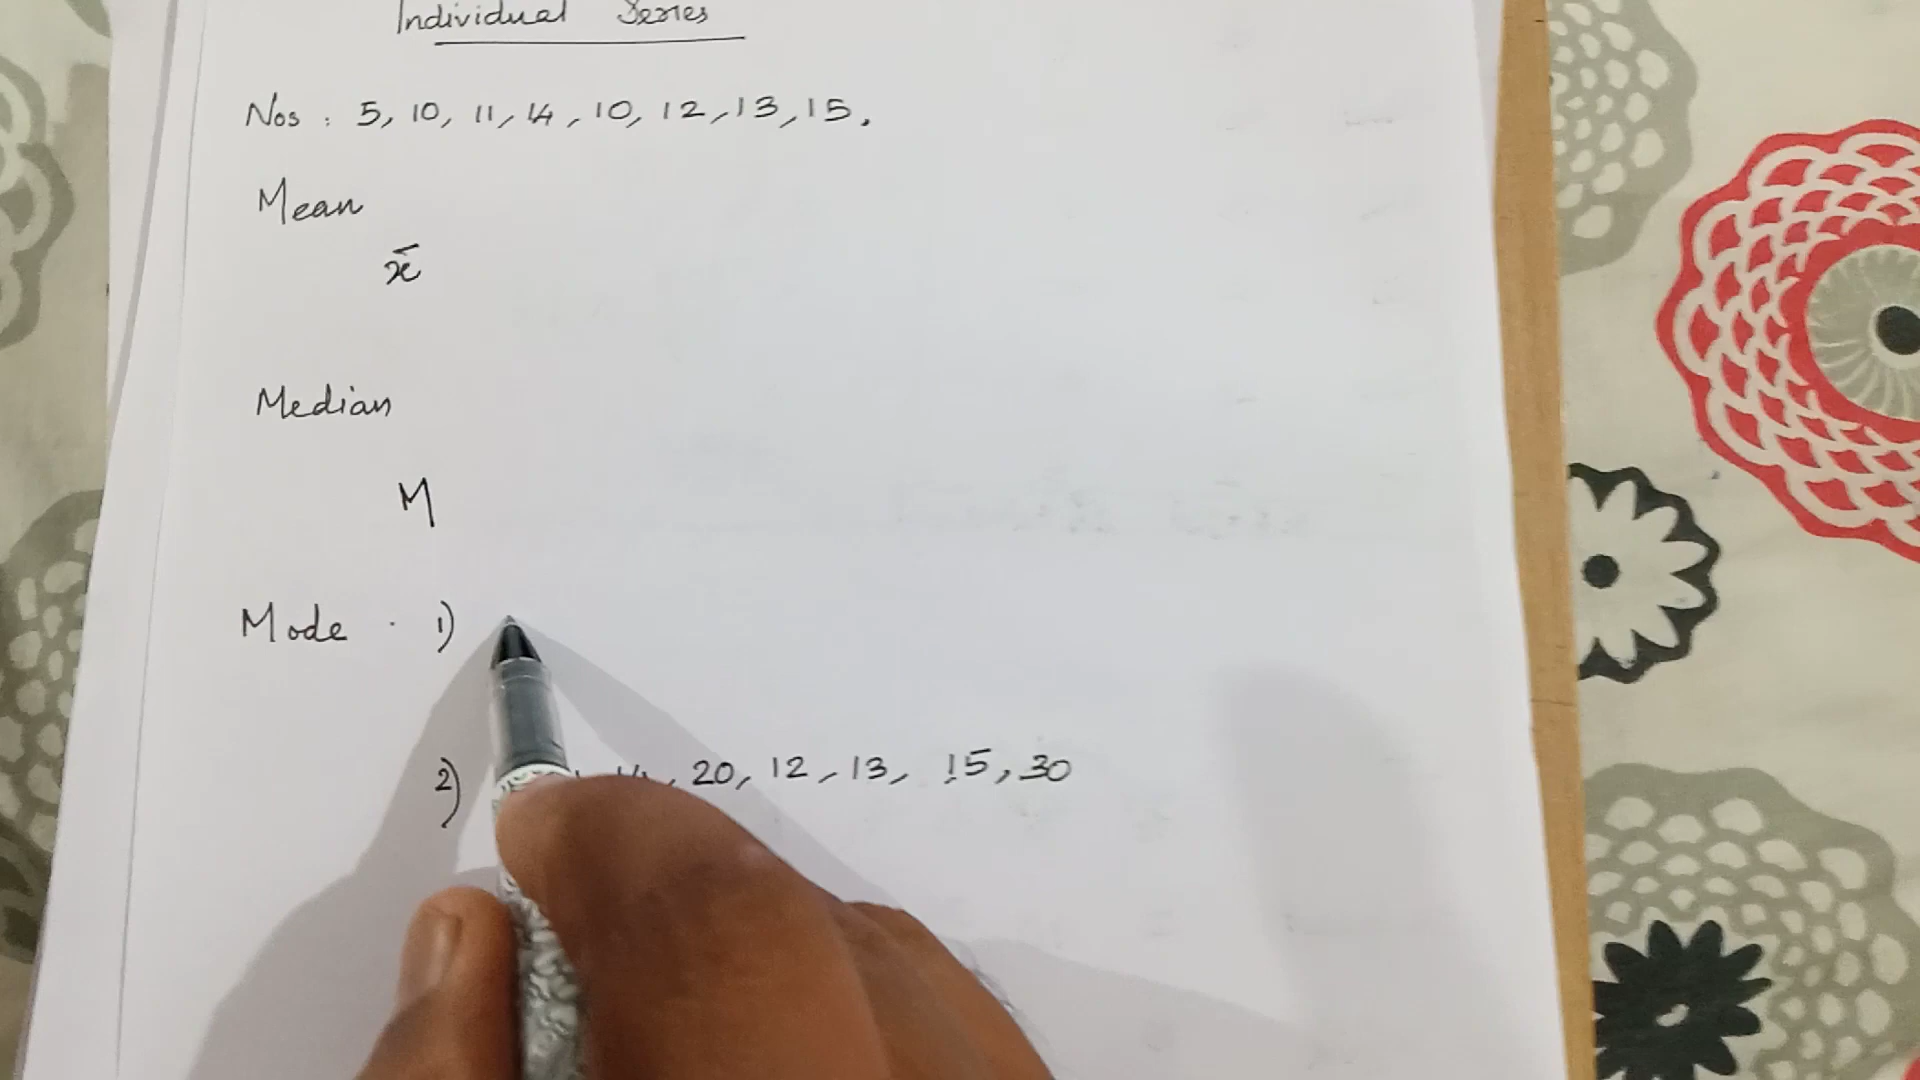 Individual Series
Nos : 5, 10, 11, 14, 10, 12, 13, 15.
Mean
x̄
Median
M
Mode . 1)
2) 20, 12, 13, 15, 30